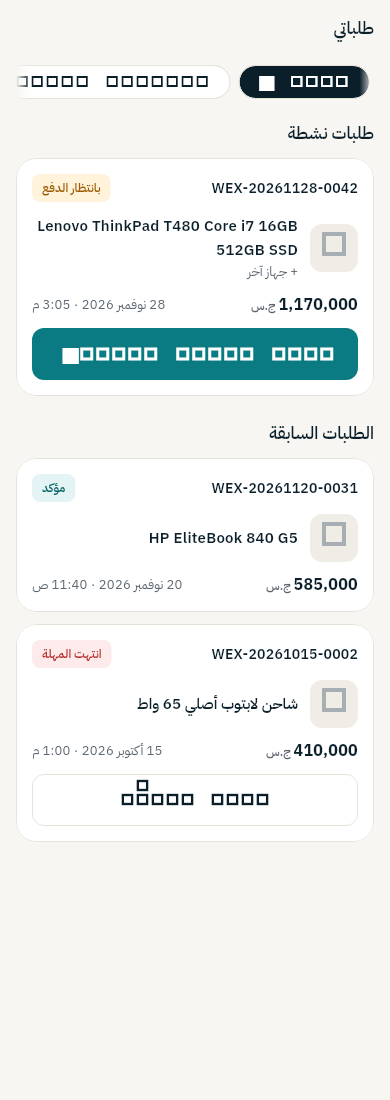 طلباتي
طلبات نشطة
WEX-20261128-0042
بانتظار الدفع
Lenovo ThinkPad T480 Core i7 16GB
512GB SSD
+ جهاز آخر
1,170,000 ج.س
28 نوفمبر 2026 · 3:05 م
الطلبات السابقة
WEX-20261120-0031
مؤكد
HP EliteBook 840 G5
585,000 ج.س
20 نوفمبر 2026 · 11:40 ص
WEX-20261015-0002
انتهت المهلة
شاحن لابتوب أصلي 65 واط
410,000 ج.س
15 أكتوبر 2026 · 1:00 م